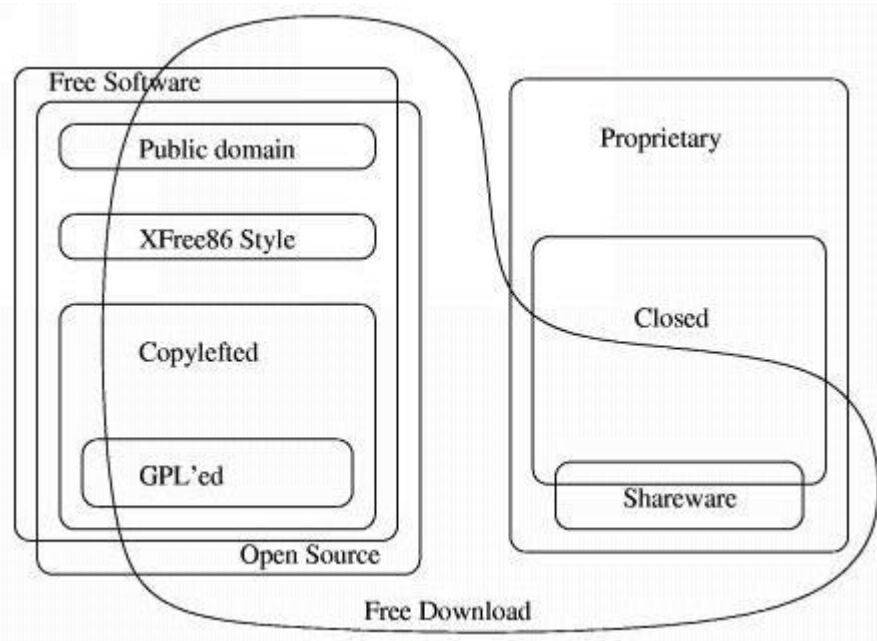 Free Software
Public domain
Proprietary
XFree86 Style
Closed
Copylefted
GPL'ed
Shareware
Open Source
Free Download